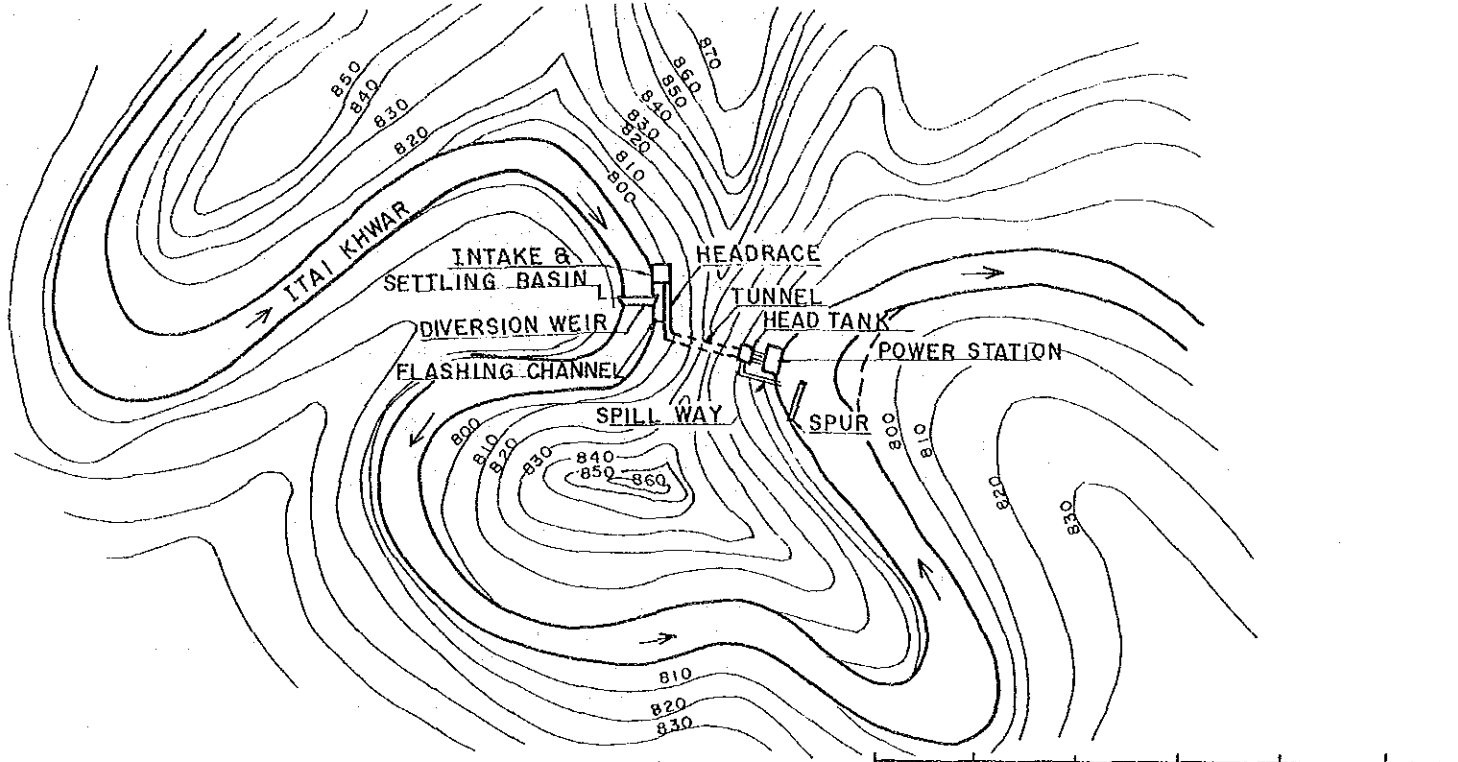 850
840
830
820
870
860
850
840
830
820
810
800
ITAI KHWAR
INTAKE &
SETTLING BASIN
HEADRACE
TUNNEL
HEAD TANK
DIVERSION WEIR
POWER STATION
FLASHING CHANNEL
SPILL WAY
SPUR
800
810
820
830
840
850
860
800
810
820
830
810
820
830